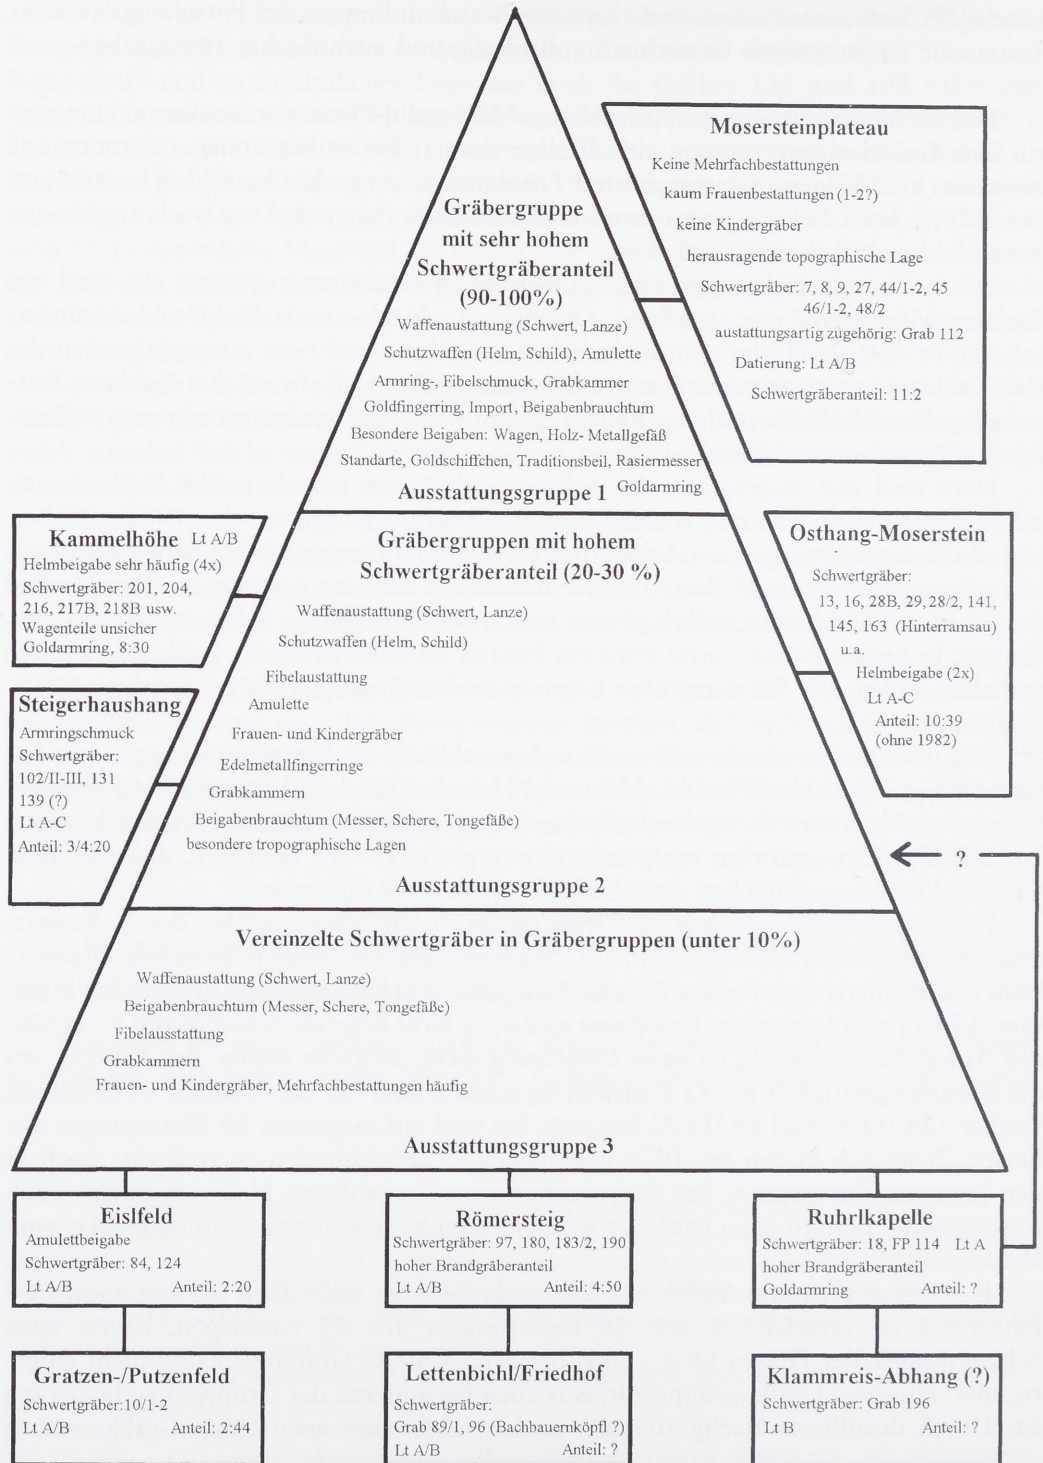 Gräbergruppe
mit sehr hohem
Schwertgräberanteil
(90-100%)
Waffenaustattung (Schwert, Lanze)
Schutzwaffen (Helm, Schild), Amulette
Armring-, Fibelschmuck, Grabkammer
Goldfingerring, Import, Beigabenbrauchtum
Besondere Beigaben: Wagen, Holz- Metallgefäß
Standarte, Goldschiffchen, Traditionsbeil, Rasiermesser
Goldarmring
Ausstattungsgruppe 1
Mosersteinplateau
Keine Mehrfachbestattungen
kaum Frauenbestattungen (1-2?)
keine Kindergräber
herausragende topographische Lage
Schwertgräber: 7, 8, 9, 27, 44/1-2, 45
46/1-2, 48/2
austattungsartig zugehörig: Grab 112
Datierung: Lt A/B
Schwertgräberanteil: 11:2
Kammelhöhe Lt A/B
Helmbeigabe sehr häufig (4x)
Schwertgräber: 201, 204,
216, 217B, 218B usw.
Wagenteile unsicher
Goldarmring, 8:30
Steigerhaushang
Armringschmuck
Schwertgräber:
102/II-III, 131
139 (?)
Lt A-C
Anteil: 3/4:20
Gräbergruppen mit hohem
Schwertgräberanteil (20-30 %)
Waffenaustattung (Schwert, Lanze)
Schutzwaffen (Helm, Schild)
Fibelaustattung
Amulette
Frauen- und Kindergräber
Edelmetallfingerringe
Grabkammern
Beigabenbrauchtum (Messer, Schere, Tongefäße)
besondere tropographische Lagen
Ausstattungsgruppe 2
Osthang-Moserstein
Schwertgräber:
13, 16, 28B, 29, 28/2, 141,
145, 163 (Hinterramsau)
u.a.
Helmbeigabe (2x)
Lt A-C
Anteil: 10:39
(ohne 1982)
?
Vereinzelte Schwertgräber in Gräbergruppen (unter 10%)
Waffenaustattung (Schwert, Lanze)
Beigabenbrauchtum (Messer, Schere, Tongefäße)
Fibelausstattung
Grabkammern
Frauen- und Kindergräber, Mehrfachbestattungen häufig
Ausstattungsgruppe 3
Eislfeld
Amulettbeigabe
Schwertgräber: 84, 124
Lt A/B Anteil: 2:20
Römersteig
Schwertgräber: 97, 180, 183/2, 190
hoher Brandgräberanteil
Lt A/B Anteil: 4:50
Ruhrlkapelle
Schwertgräber: 18, FP 114 Lt A
hoher Brandgräberanteil
Goldarmring Anteil: ?
Gratzen-/Putzenfeld
Schwertgräber:10/1-2
Lt A/B Anteil: 2:44
Lettenbichl/Friedhof
Schwertgräber:
Grab 89/1, 96 (Bachbauernköpfl ?)
Lt A/B Anteil: ?
Klammreis-Abhang (?)
Schwertgräber: Grab 196
Lt B Anteil: ?